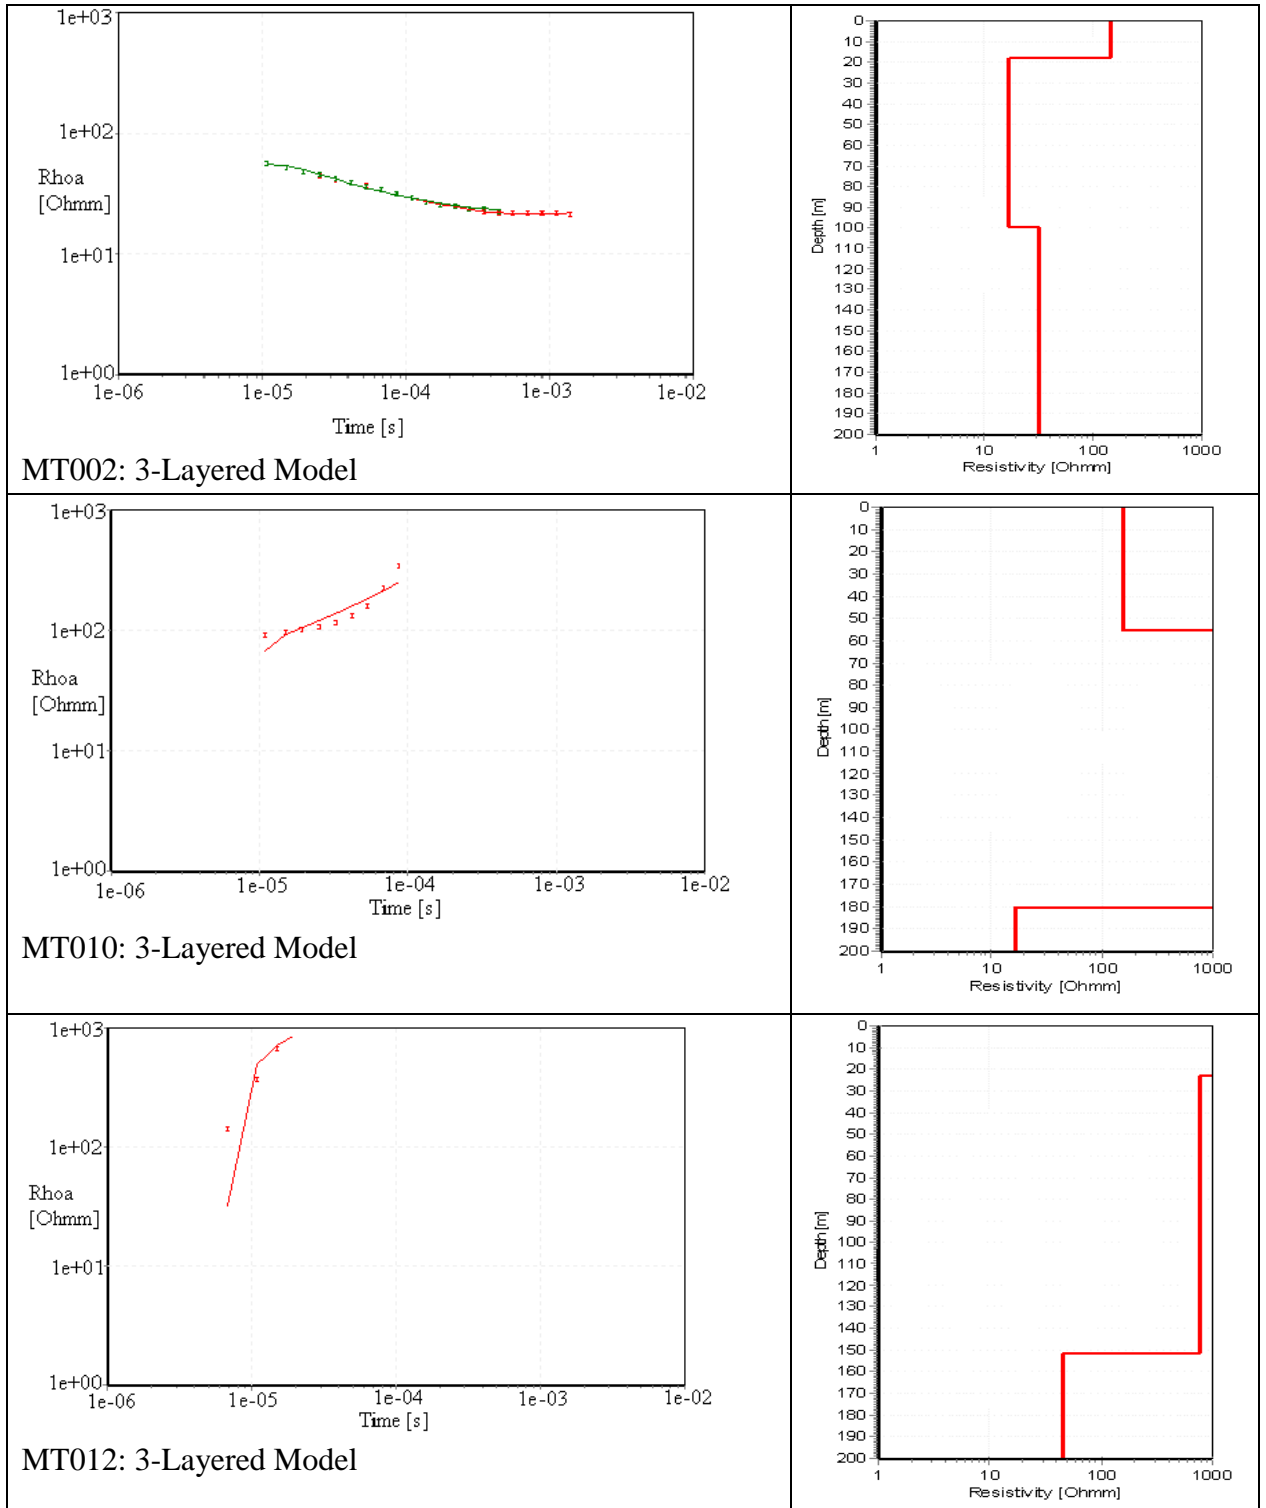 1e+03
1e+02
Rhoa
[Ohmm]
1e+01
1e+00
1e-06 1e-05 1e-04 1e-03 1e-02
Time [s]
MT002: 3-Layered Model
0
10
20
30
40
50
60
70
80
90
100
110
120
130
140
150
160
170
180
190
200
Depth [m]
1 10 100 1000
Resistivity [Ohmm]
1e+03
1e+02
Rhoa
[Ohmm]
1e+01
1e+00
1e-06 1e-05 1e-04 1e-03 1e-02
Time [s]
MT010: 3-Layered Model
0
10
20
30
40
50
60
70
80
90
100
110
120
130
140
150
160
170
180
190
200
Depth [m]
1 10 100 1000
Resistivity [Ohmm]
1e+03
1e+02
Rhoa
[Ohmm]
1e+01
1e+00
1e-06 1e-05 1e-04 1e-03 1e-02
Time [s]
MT012: 3-Layered Model
0
10
20
30
40
50
60
70
80
90
100
110
120
130
140
150
160
170
180
190
200
Depth [m]
1 10 100 1000
Resistivity [Ohmm]